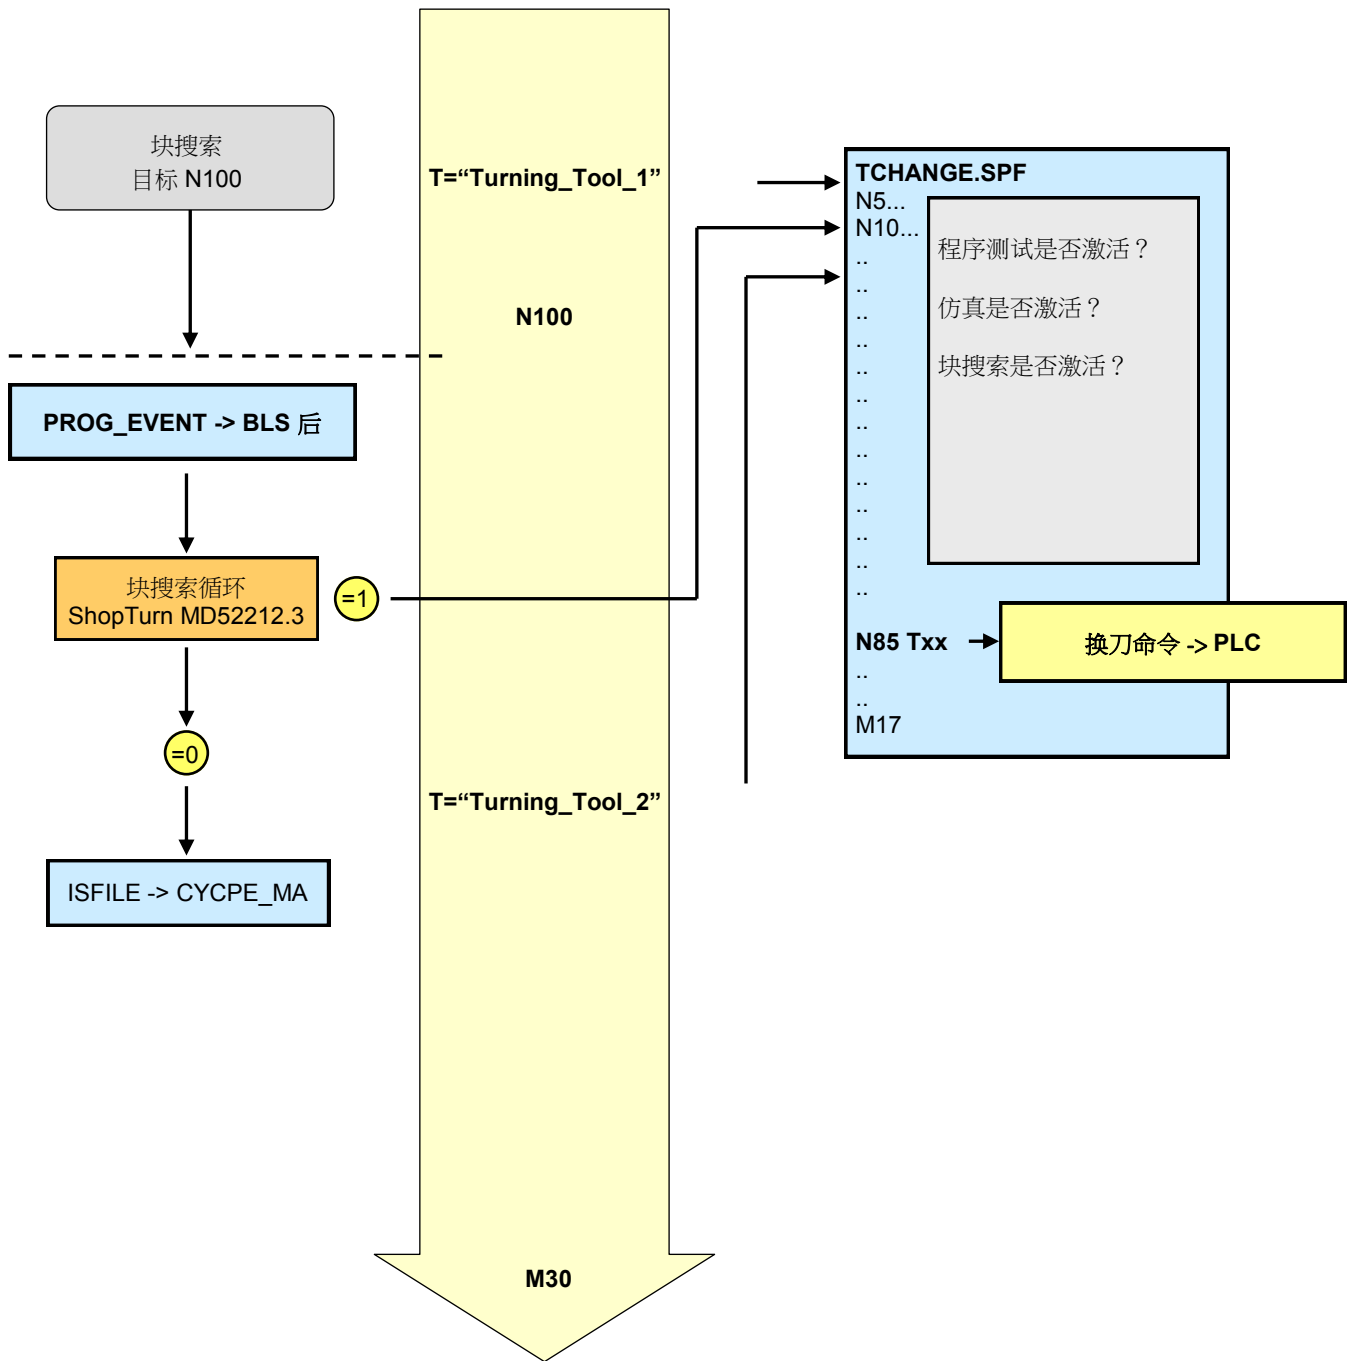 块搜索
目标 N100
PROG_EVENT -> BLS 后
块搜索循环
ShopTurn MD52212.3
=1
=0
ISFILE -> CYCPE_MA
T=“Turning_Tool_1”
N100
T=“Turning_Tool_2”
M30
TCHANGE.SPF
N5...
N10...
..
..
..
..
..
..
..
..
..
..
..
..
N85 Txx
..
..
M17
程序测试是否激活？
仿真是否激活？
块搜索是否激活？
换刀命令 -> PLC